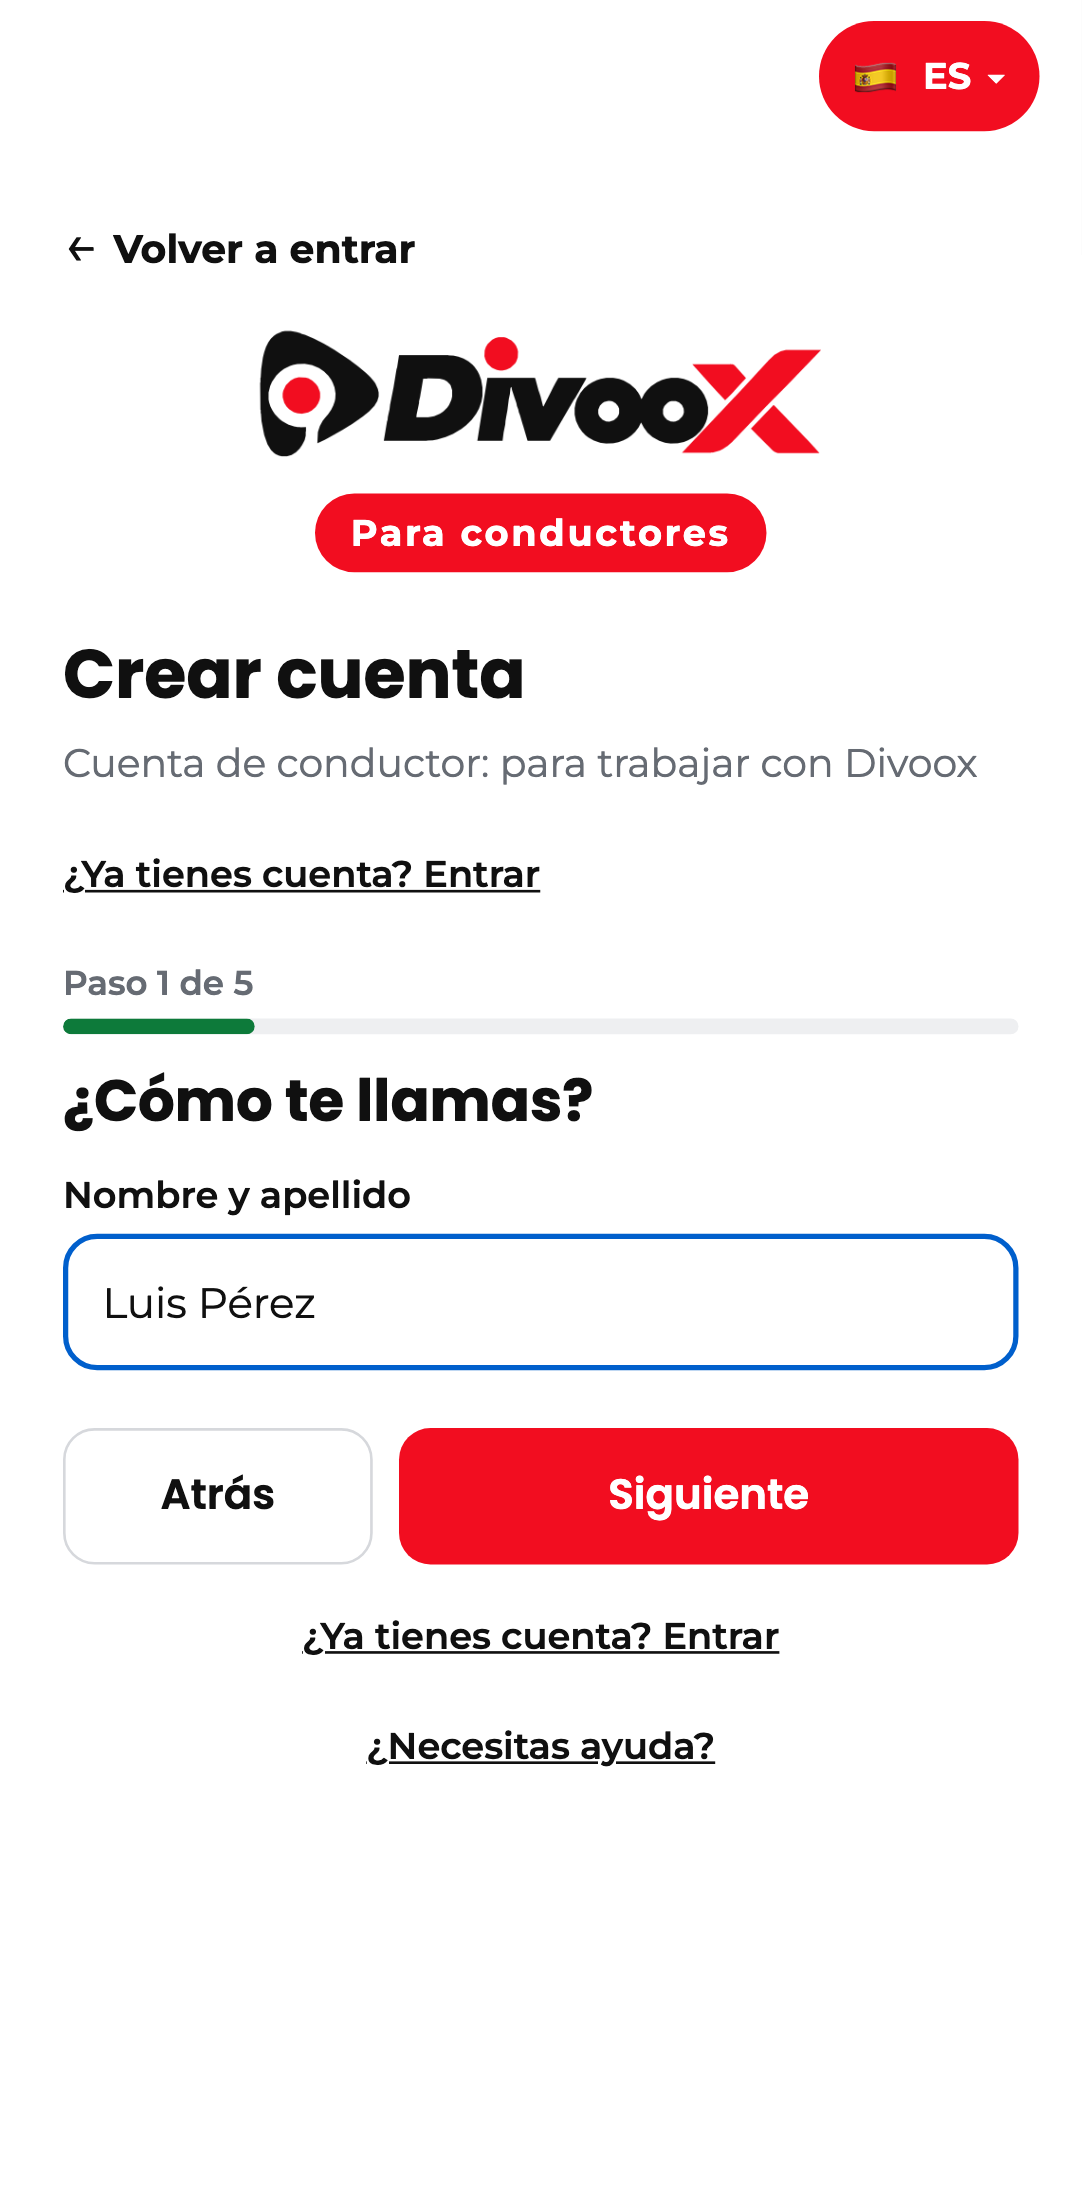 ES
← Volver a entrar
DivooX
Para conductores
Crear cuenta
Cuenta de conductor: para trabajar con Divoox
¿Ya tienes cuenta? Entrar
Paso 1 de 5
¿Cómo te llamas?
Nombre y apellido
Luis Pérez
Atrás
Siguiente
¿Ya tienes cuenta? Entrar
¿Necesitas ayuda?